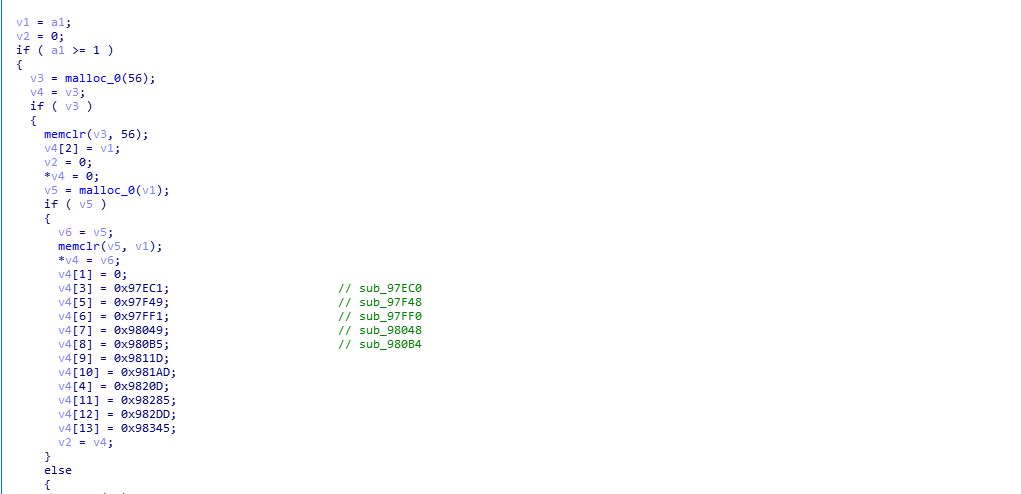 v1 = a1;
v2 = 0;
if ( a1 >= 1 )
{
v3 = malloc_0(56);
v4 = v3;
if ( v3 )
{
memclr(v3, 56);
v4[2] = v1;
v2 = 0;
*v4 = 0;
v5 = malloc_0(v1);
if ( v5 )
{
v6 = v5;
memclr(v5, v1);
*v4 = v6;
v4[1] = 0;
v4[3] = 0x97EC1; // sub_97EC0
v4[5] = 0x97F49; // sub_97F48
v4[6] = 0x97FF1; // sub_97FF0
v4[7] = 0x98049; // sub_98048
v4[8] = 0x980B5; // sub_980B4
v4[9] = 0x9811D;
v4[10] = 0x981AD;
v4[4] = 0x9820D;
v4[11] = 0x98285;
v4[12] = 0x982DD;
v4[13] = 0x98345;
v2 = v4;
}
else
{